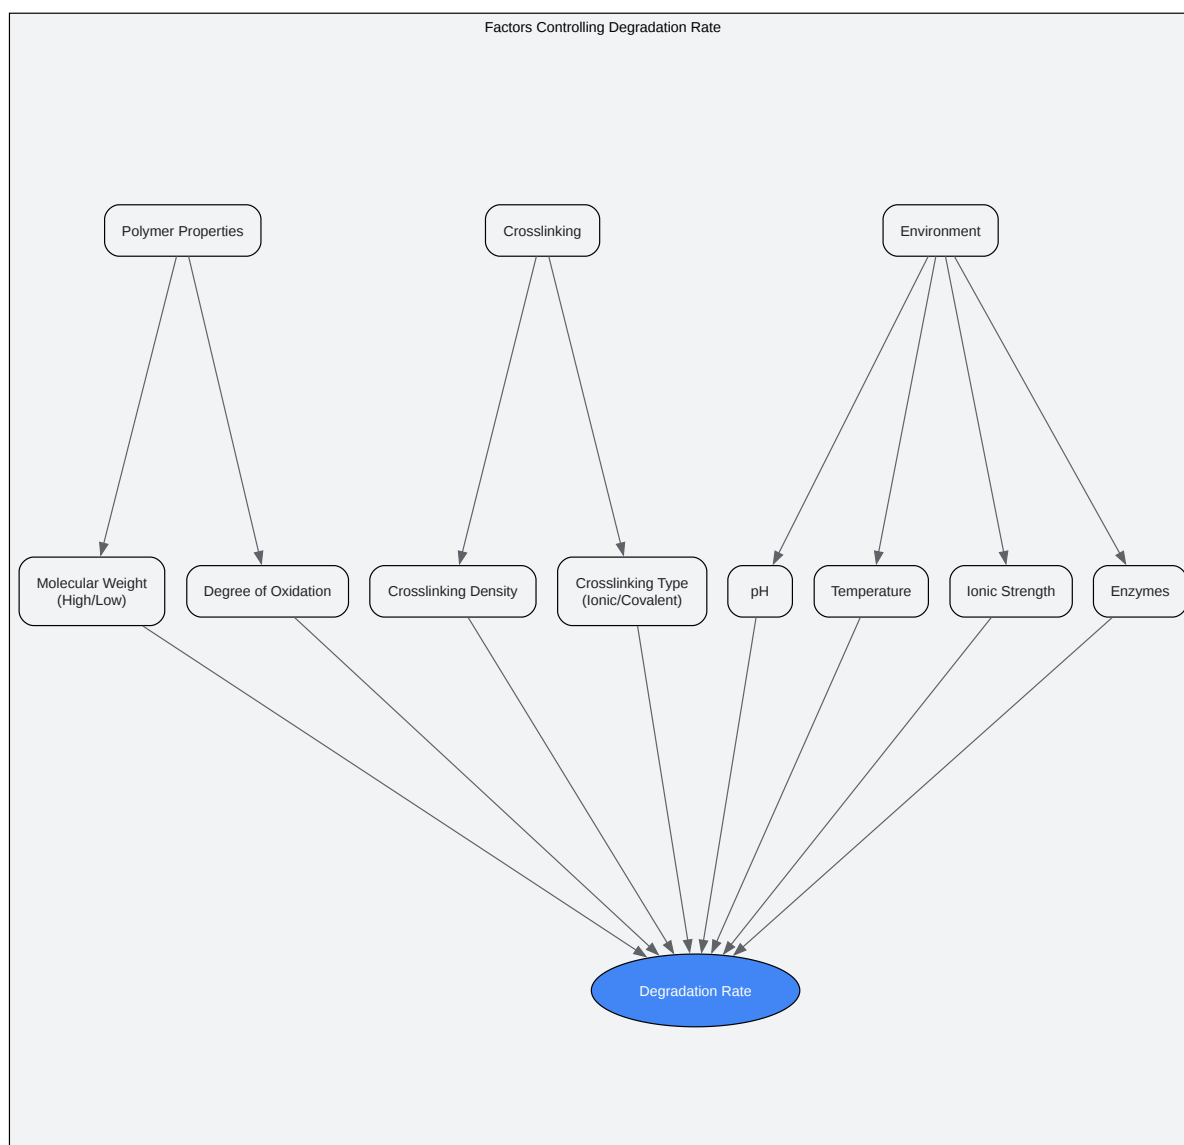 Factors Controlling Degradation Rate
Polymer Properties
Crosslinking
Environment
Molecular Weight
(High/Low)
Degree of Oxidation
Crosslinking Density
Crosslinking Type
(Ionic/Covalent)
pH
Temperature
Ionic Strength
Enzymes
Degradation Rate